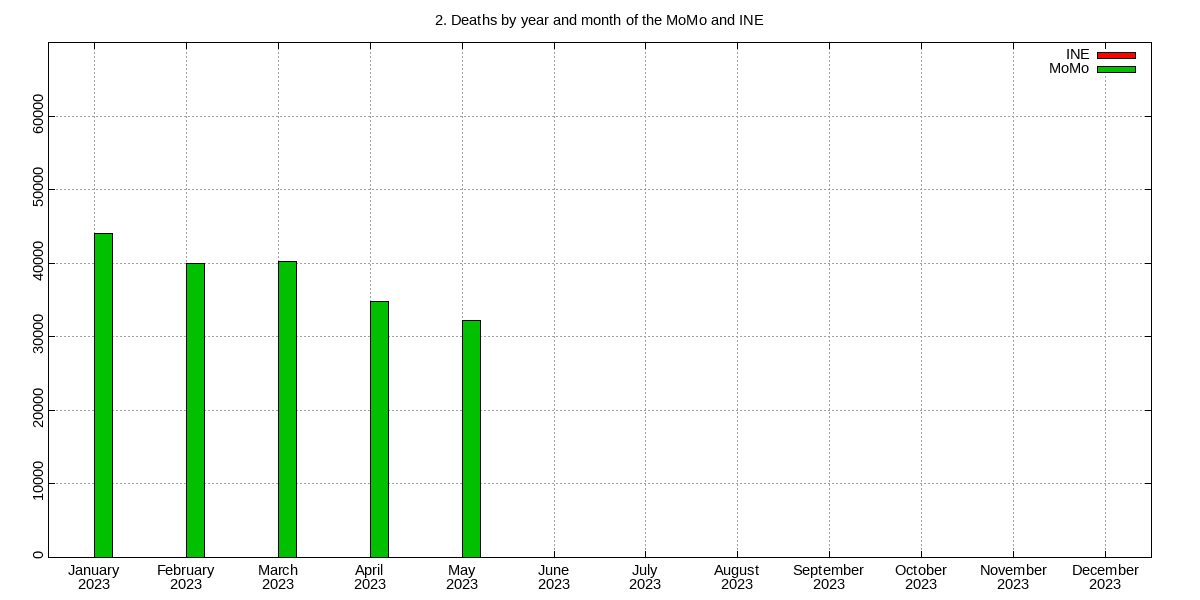 2. Deaths by year and month of the MoMo and INE
INE
MoMo
60000
50000
40000
30000
20000
10000
0
January February March April May June July August September October November December
2023 2023 2023 2023 2023 2023 2023 2023 2023 2023 2023 2023